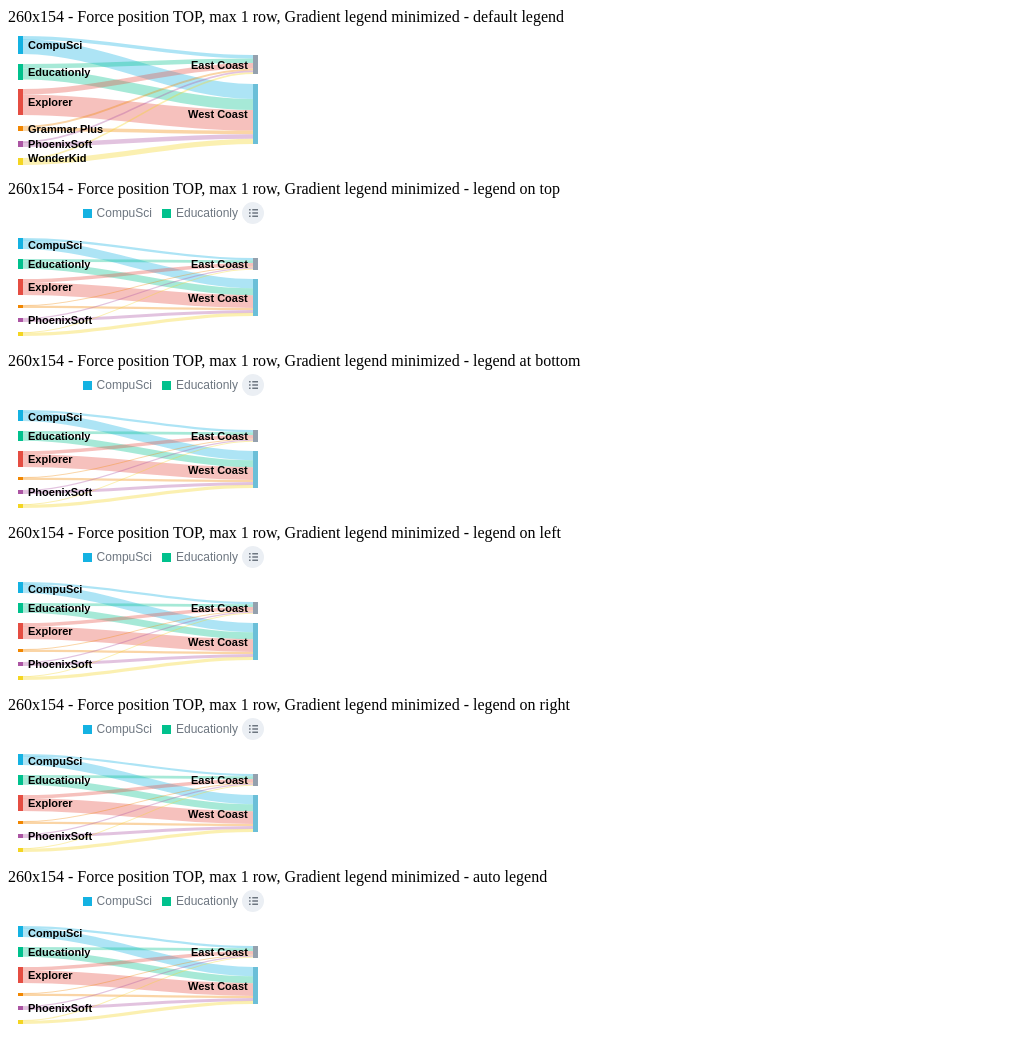 260x154 - Force position TOP, max 1 row, Gradient legend minimized - default legend
CompuSci
East Coast
Educationly
Explorer
West Coast
Grammar Plus
PhoenixSoft
WonderKid
260x154 - Force position TOP, max 1 row, Gradient legend minimized - legend on top
CompuSci Educationly
CompuSci
Educationly East Coast
Explorer
West Coast
PhoenixSoft
260x154 - Force position TOP, max 1 row, Gradient legend minimized - legend at bottom
CompuSci Educationly
CompuSci
Educationly East Coast
Explorer
West Coast
PhoenixSoft
260x154 - Force position TOP, max 1 row, Gradient legend minimized - legend on left
CompuSci Educationly
CompuSci
Educationly East Coast
Explorer
West Coast
PhoenixSoft
260x154 - Force position TOP, max 1 row, Gradient legend minimized - legend on right
CompuSci Educationly
CompuSci
Educationly East Coast
Explorer
West Coast
PhoenixSoft
260x154 - Force position TOP, max 1 row, Gradient legend minimized - auto legend
CompuSci Educationly
CompuSci
Educationly East Coast
Explorer
West Coast
PhoenixSoft